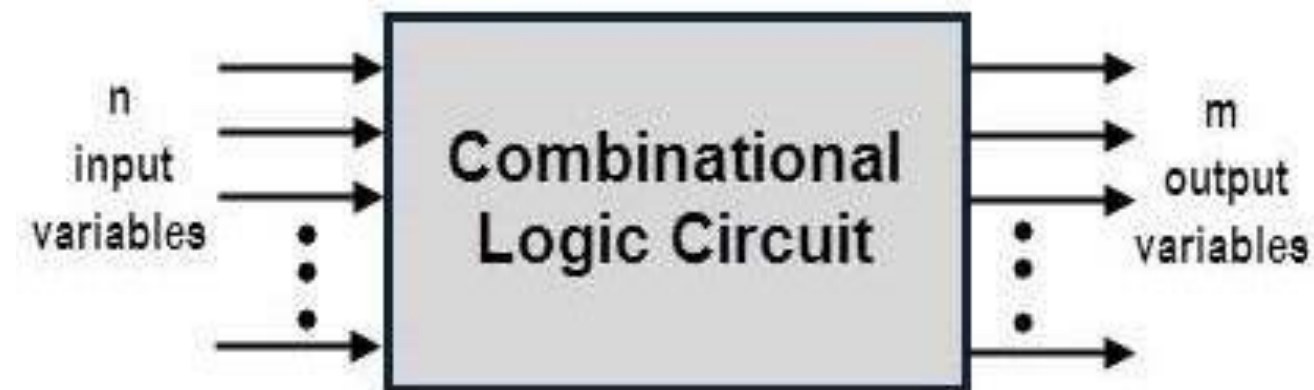 n
input
variables
Combinational
Logic Circuit
m
output
variables